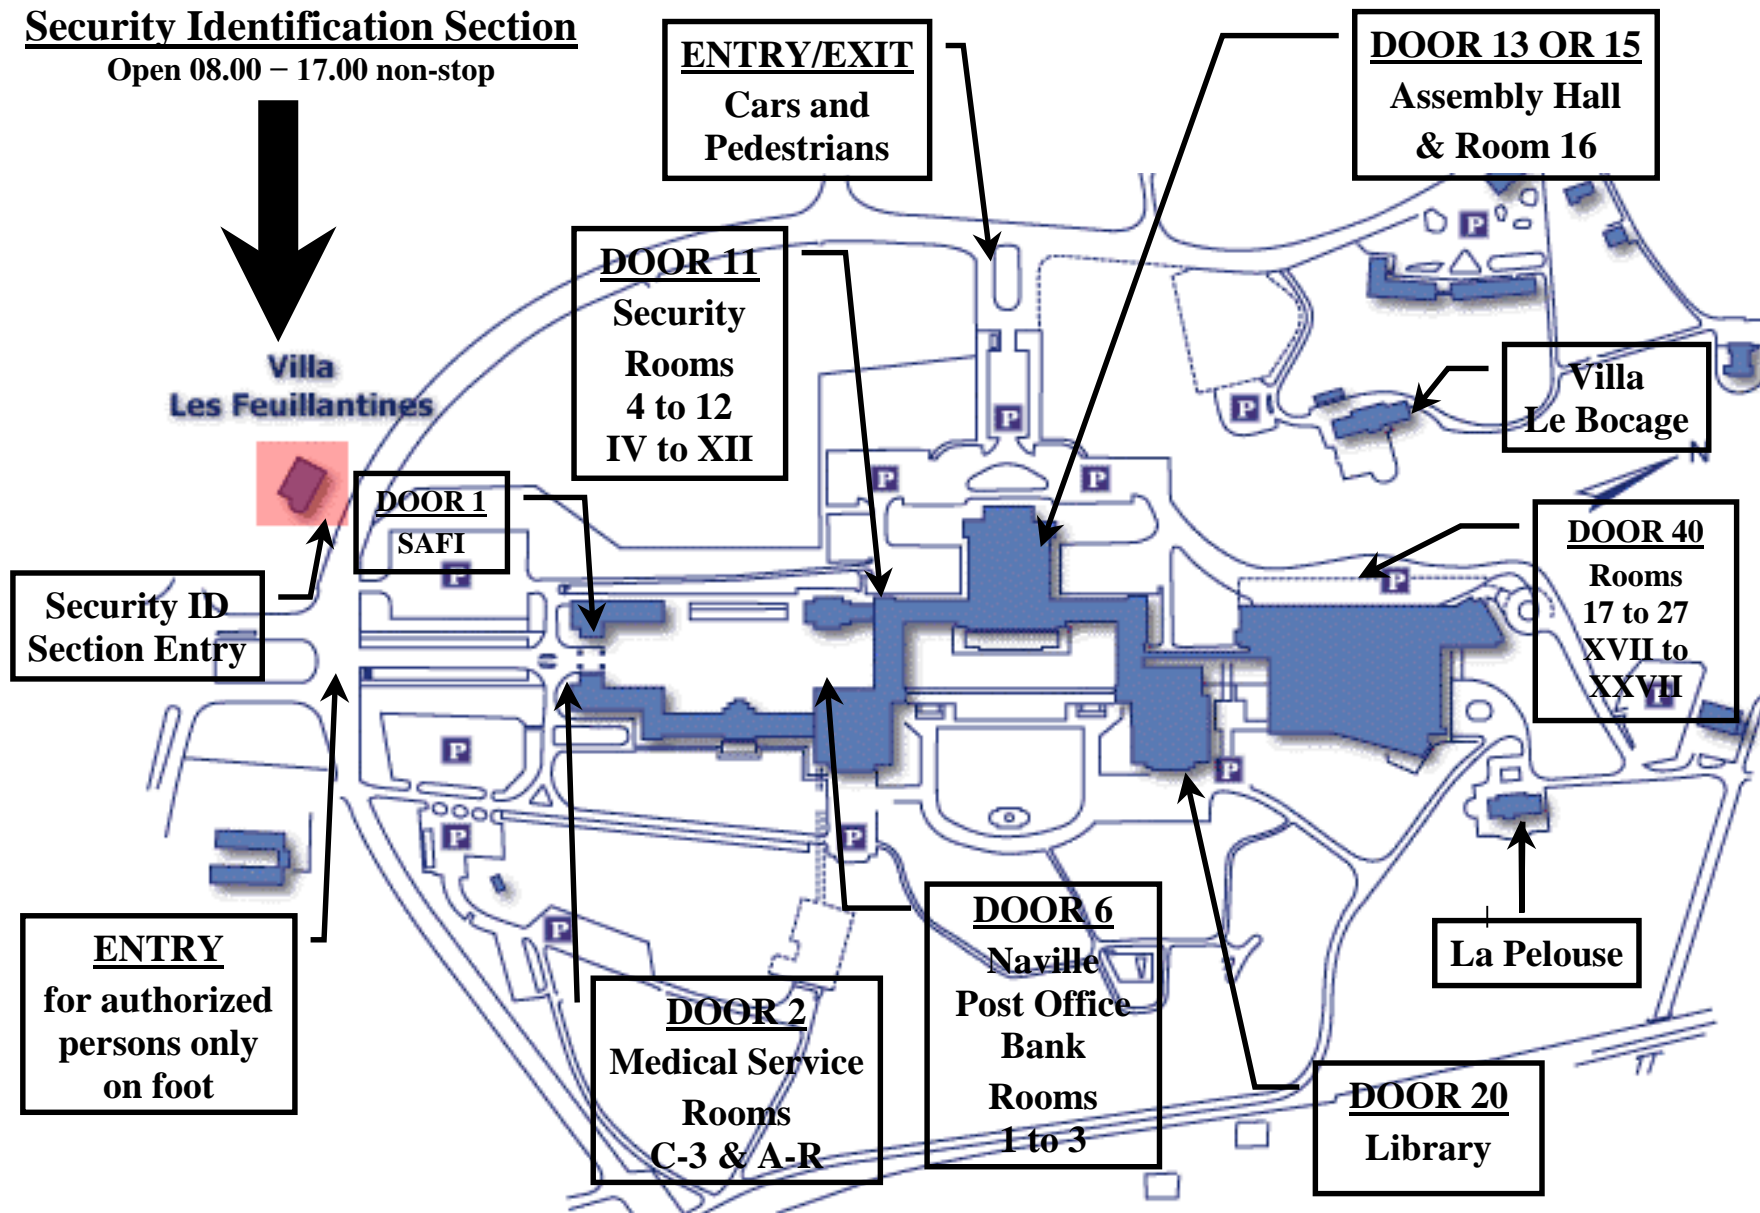 Security Identification Section
Open 08.00 – 17.00 non-stop
ENTRY/EXIT
Cars and
Pedestrians
DOOR 13 OR 15
Assembly Hall
& Room 16
DOOR 11
Security
Rooms
4 to 12
IV to XII
Villa
Les Feuillantines
Villa
Le Bocage
N
DOOR 1
SAFI
DOOR 40
Rooms
17 to 27
XVII to
XXVII
Security ID
Section Entry
P
P
P
P
P
P
P
P
P
P
P
P
P
P
ENTRY
for authorized
persons only
on foot
DOOR 2
Medical Service
Rooms
C-3 & A-R
DOOR 6
Naville
Post Office
Bank
Rooms
1 to 3
La Pelouse
DOOR 20
Library